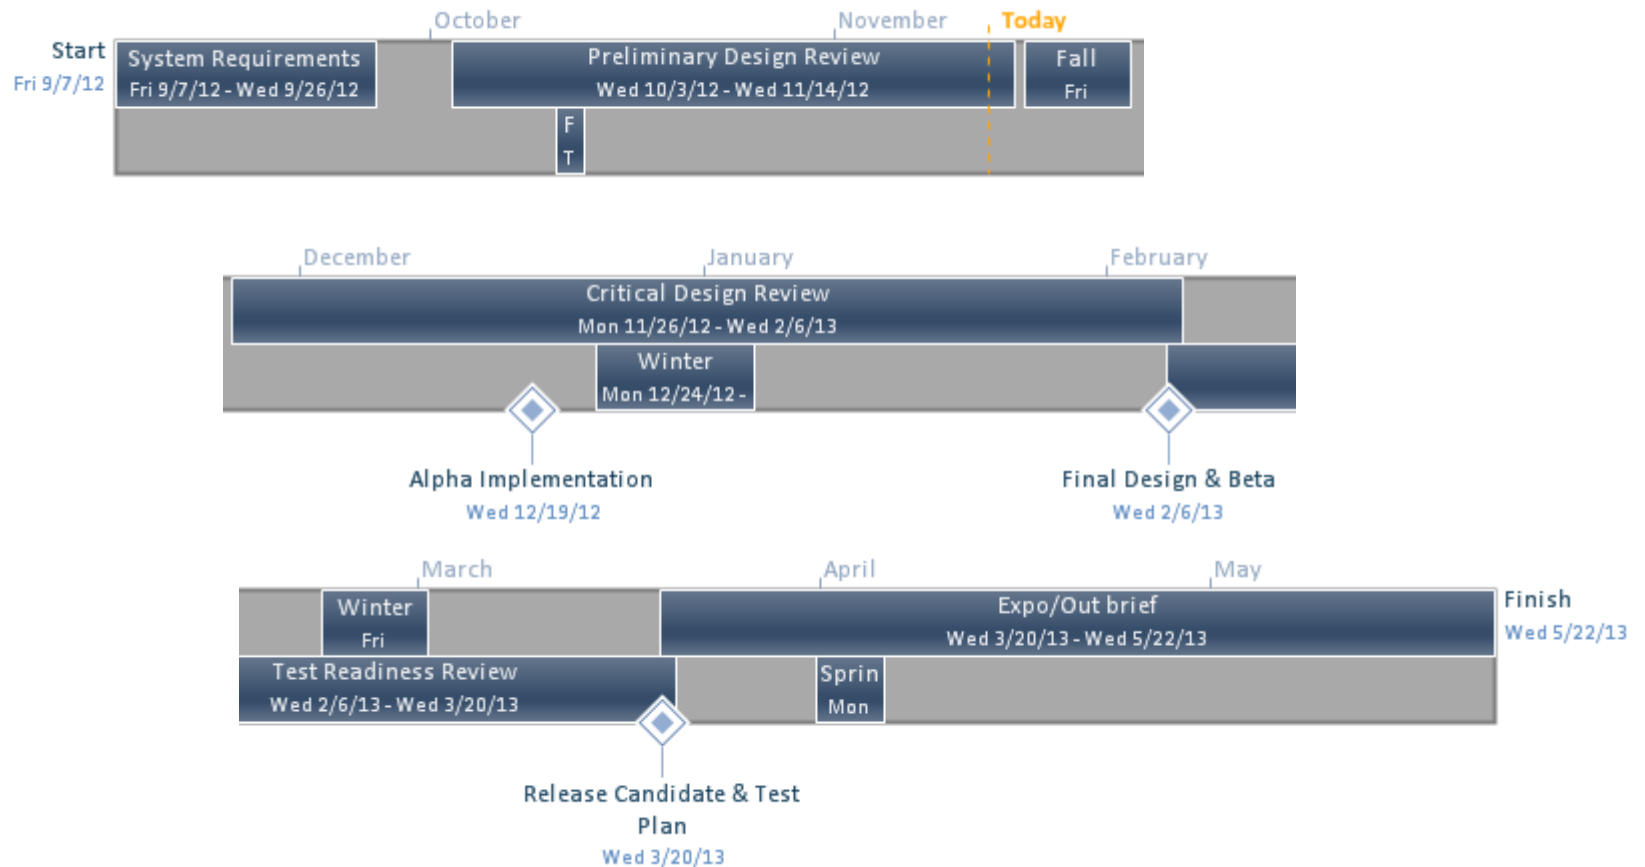 October
November
Today
Start
Fri 9/7/12
System Requirements
Fri 9/7/12 - Wed 9/26/12
Preliminary Design Review
Wed 10/3/12 - Wed 11/14/12
Fall
Fri
F
T
December
January
February
Critical Design Review
Mon 11/26/12 - Wed 2/6/13
Winter
Mon 12/24/12 -
Alpha Implementation
Wed 12/19/12
Final Design & Beta
Wed 2/6/13
March
April
May
Winter
Fri
Expo/Out brief
Wed 3/20/13 - Wed 5/22/13
Finish
Wed 5/22/13
Test Readiness Review
Wed 2/6/13 - Wed 3/20/13
Sprin
Mon
Release Candidate & Test
Plan
Wed 3/20/13